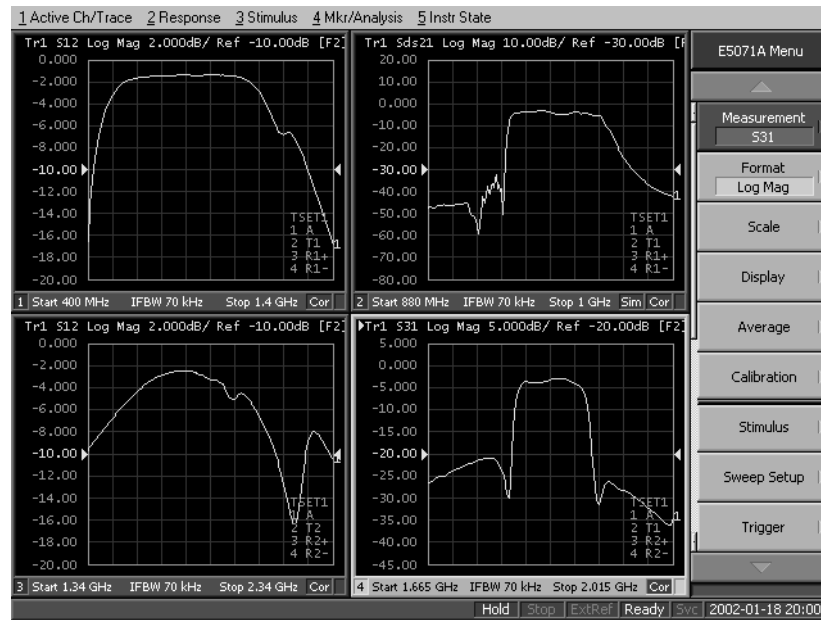 1 Active Ch/Trace 2 Response 3 Stimulus 4 Mkr/Analysis 5 Instr State
Tr1 S12 Log Mag 2.000dB/ Ref -10.00dB [F2]
0.000
-2.000
-4.000
-6.000
-8.000
-10.00
-12.00
-14.00
-16.00
-18.00
-20.00
TSET1
1 A
2 T1
3 R1+
4 R1-
1
1 Start 400 MHz IFBW 70 kHz Stop 1.4 GHz Cor
Tr1 Sds21 Log Mag 10.00dB/ Ref -30.00dB [F
20.00
10.00
0.000
-10.00
-20.00
-30.00
-40.00
-50.00
-60.00
-70.00
-80.00
1
TSET1
1 A
2 T1
3 R1+
4 R1-
2 Start 880 MHz IFBW 70 kHz Stop 1 GHz Sim Cor
Tr1 S12 Log Mag 2.000dB/ Ref -10.00dB [F2]
0.000
-2.000
-4.000
-6.000
-8.000
-10.00
-12.00
-14.00
-16.00
-18.00
-20.00
1
TSET1
1 A
2 T2
3 R2+
4 R2-
3 Start 1.34 GHz IFBW 70 kHz Stop 2.34 GHz Cor
Tr1 S31 Log Mag 5.000dB/ Ref -20.00dB [F2]
5.000
0.000
-5.000
-10.00
-15.00
-20.00
-25.00
-30.00
-35.00
-40.00
-45.00
TSET1
1 A
1
2 T1
3 R2+
4 R2-
4 Start 1.665 GHz IFBW 70 kHz Stop 2.015 GHz Cor
E5071A Menu
Measurement
S31
Format
Log Mag
Scale
Display
Average
Calibration
Stimulus
Sweep Setup
Trigger
Hold Stop ExtRef Ready Svc 2002-01-18 20:00